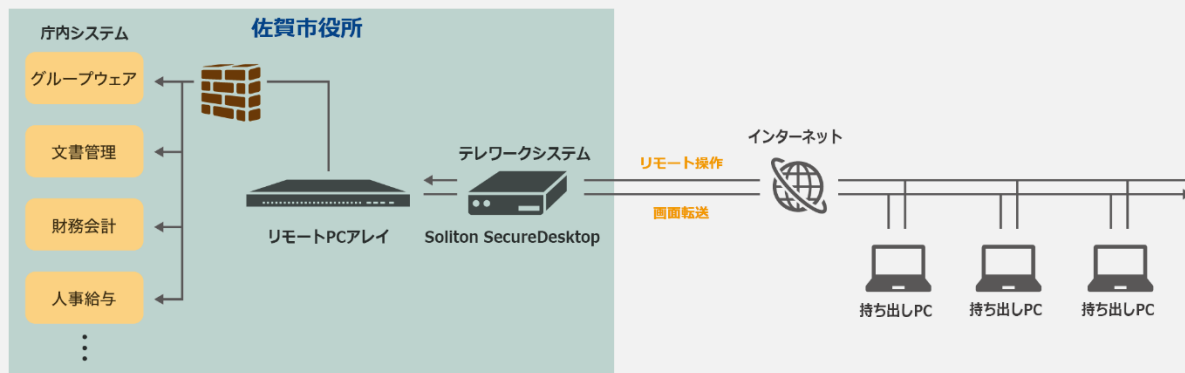 佐賀市役所
庁内システム
グループウェア
文書管理
財務会計
人事給与
リモートPCアレイ
テレワークシステム
Soliton SecureDesktop
リモート操作
画面転送
インターネット
持ち出しPC
持ち出しPC
持ち出しPC